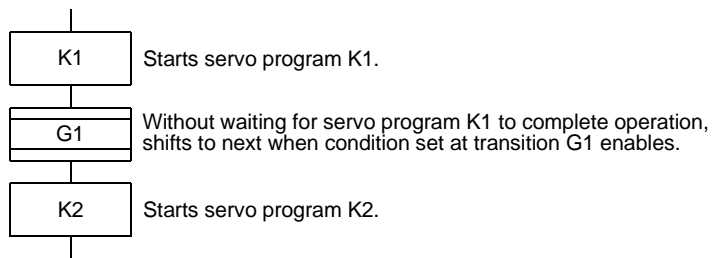 K1
Starts servo program K1.
G1
Without waiting for servo program K1 to complete operation,
shifts to next when condition set at transition G1 enables.
K2
Starts servo program K2.